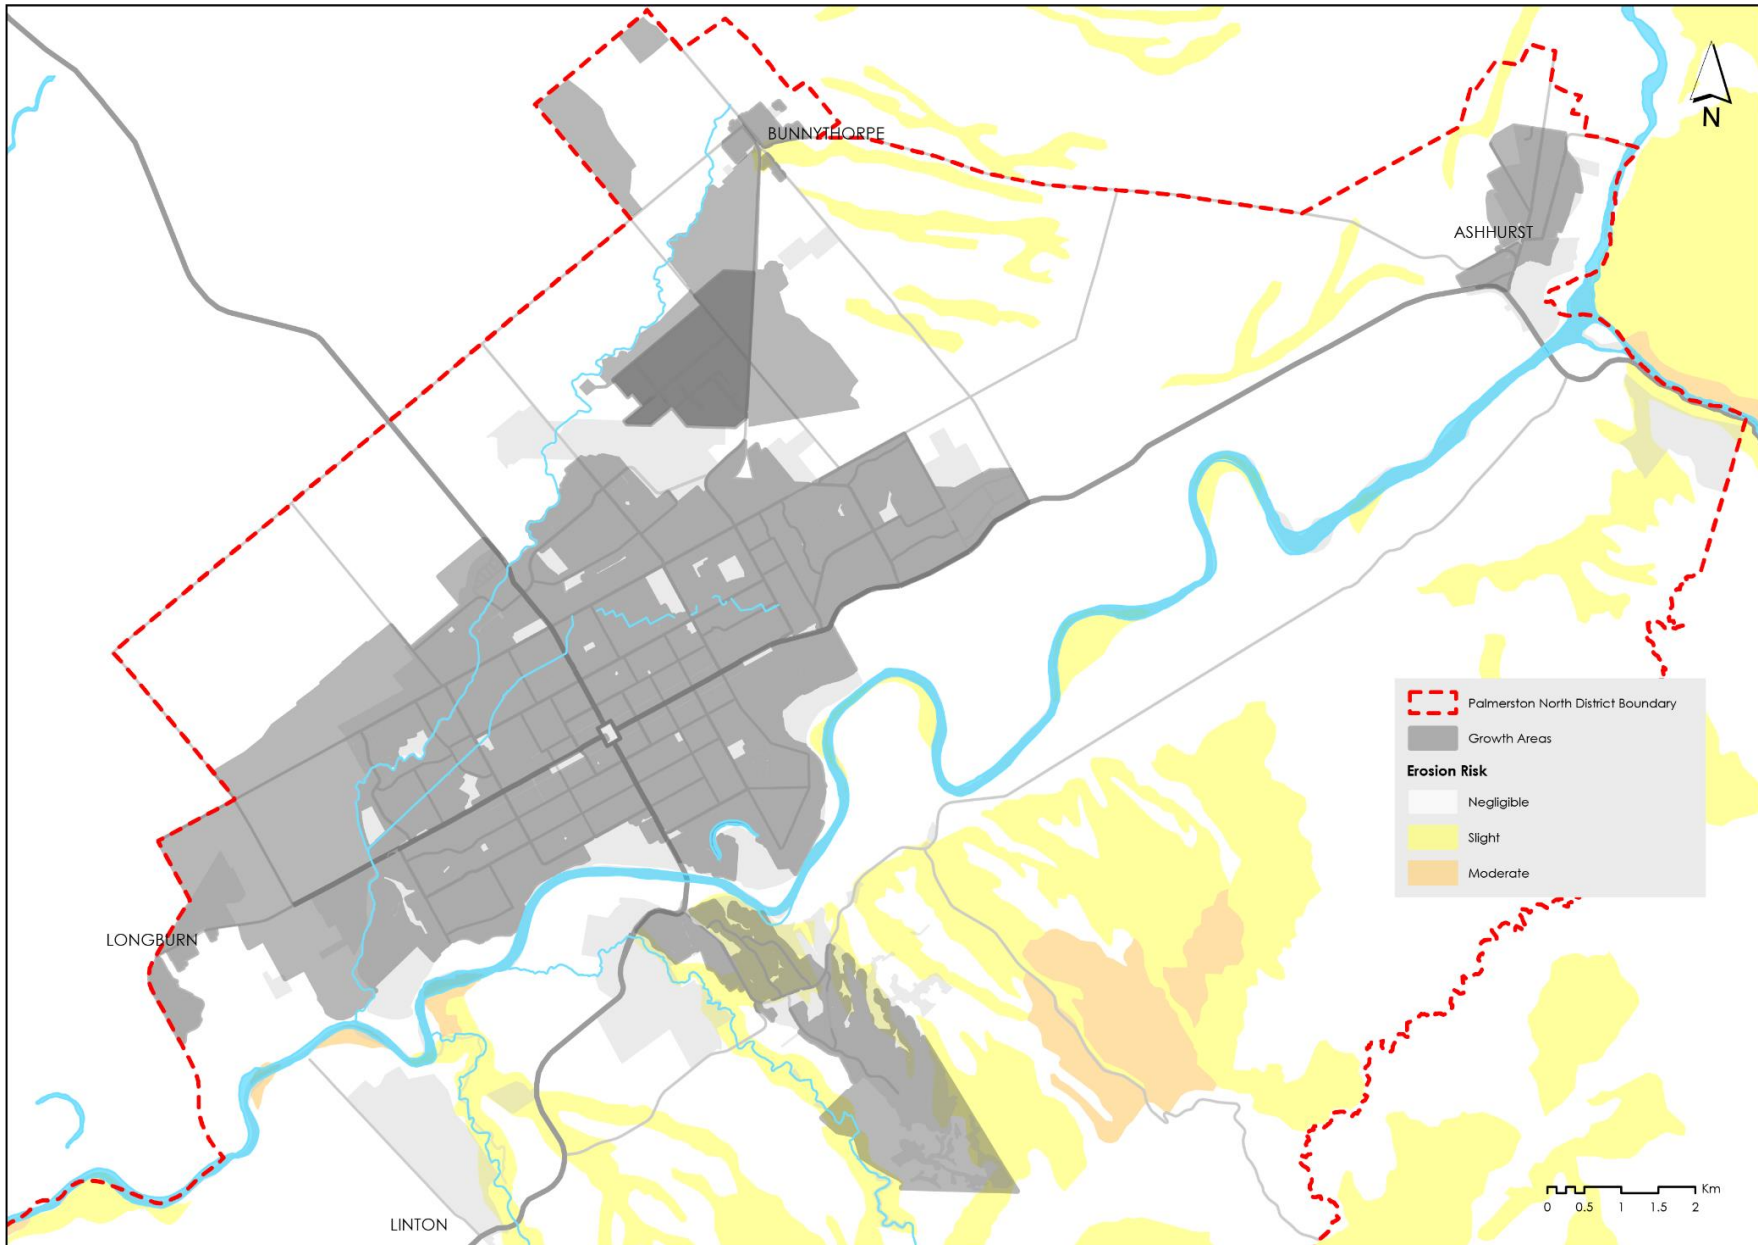 N
BUNNYTHORPE
ASHHURST
LONGBURN
LINTON
Palmerston North District Boundary
Growth Areas
Erosion Risk
Negligible
Slight
Moderate
Km
0 0.5 1 1.5 2